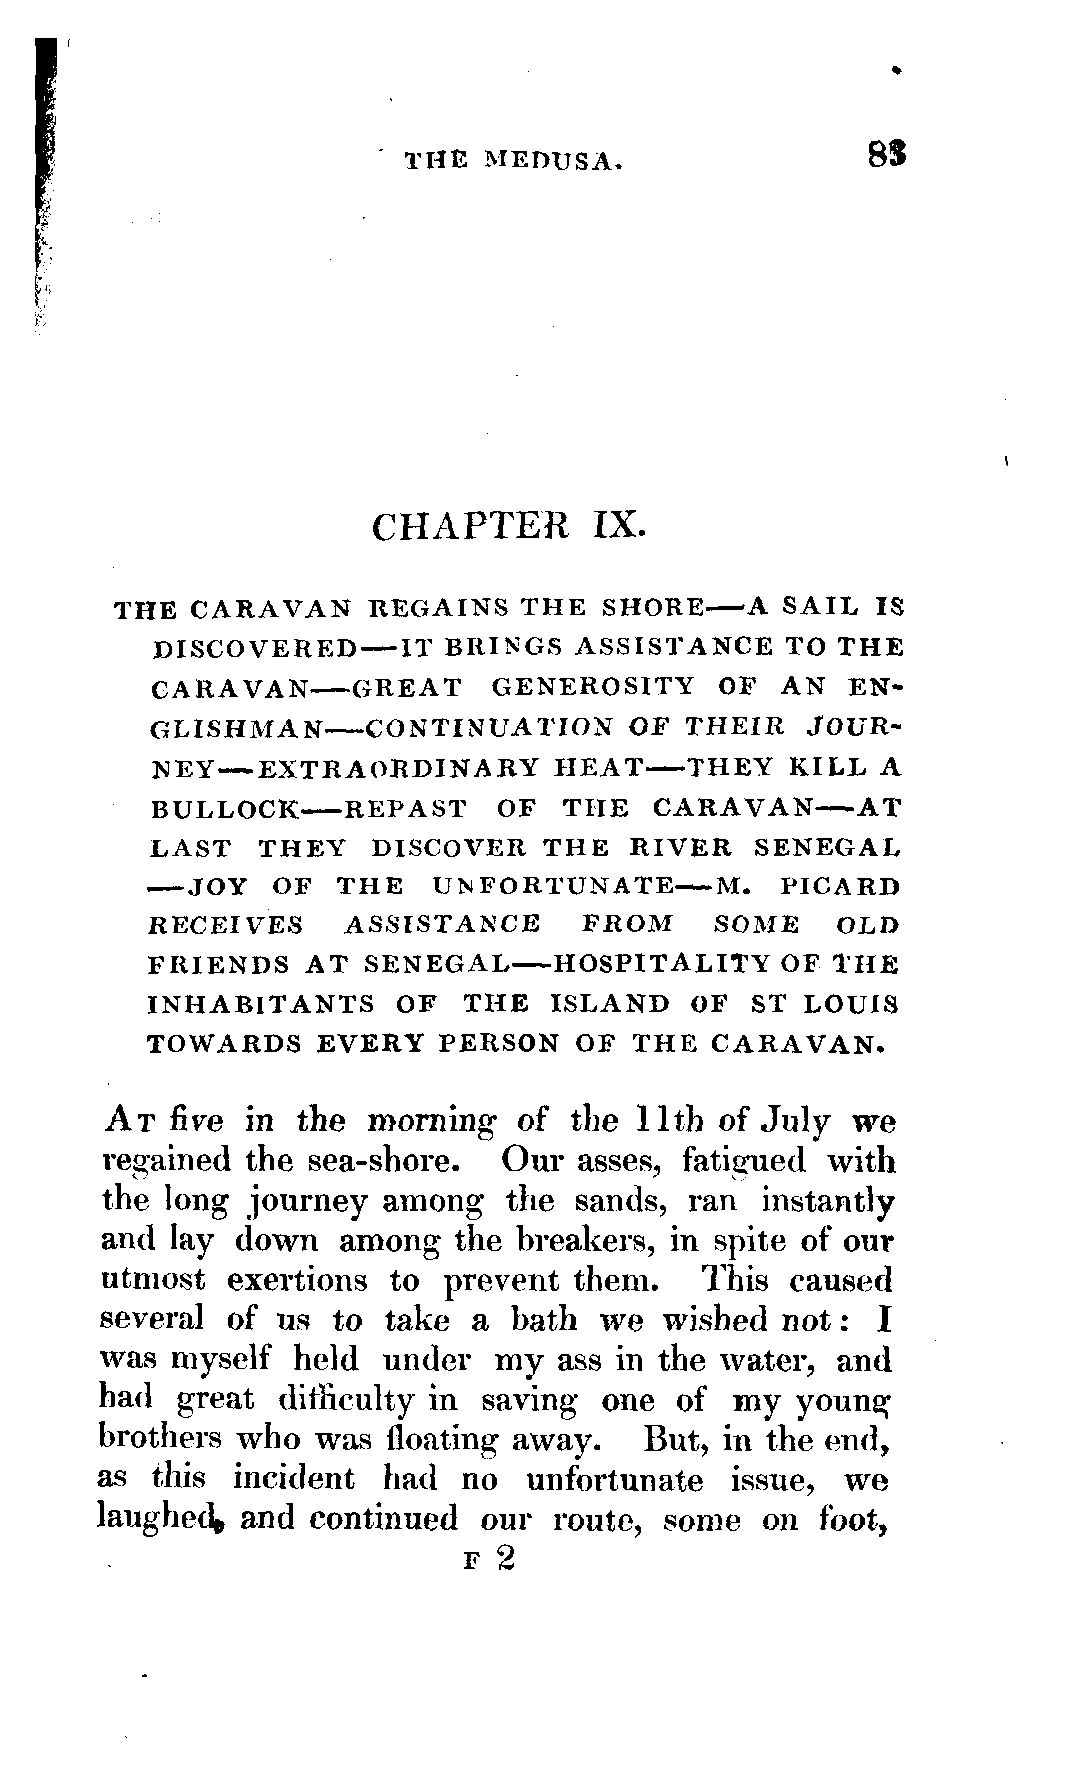 THE MEDUSA. 83
CHAPTER IX.
THE CARAVAN REGAINS THE SHORE—A SAIL IS
DISCOVERED—IT BRINGS ASSISTANCE TO THE
CARAVAN—GREAT GENEROSITY OF AN EN-
GLISHMAN—CONTINUATION OF THEIR JOUR-
NEY—EXTRAORDINARY HEAT—THEY KILL A
BULLOCK—REPAST OF THE CARAVAN—AT
LAST THEY DISCOVER THE RIVER SENEGAL
—JOY OF THE UNFORTUNATE—M. PICARD
RECEIVES ASSISTANCE FROM SOME OLD
FRIENDS AT SENEGAL—HOSPITALITY OF THE
INHABITANTS OF THE ISLAND OF ST LOUIS
TOWARDS EVERY PERSON OF THE CARAVAN.
AT five in the morning of the 11th of July we
regained the sea-shore. Our asses, fatigued with
the long journey among the sands, ran instantly
and lay down among the breakers, in spite of our
utmost exertions to prevent them. This caused
several of us to take a bath we wished not: I
was myself held under my ass in the water, and
had great difficulty in saving one of my young
brothers who was floating away. But, in the end,
as this incident had no unfortunate issue, we
laughed, and continued our route, some on foot,
F 2